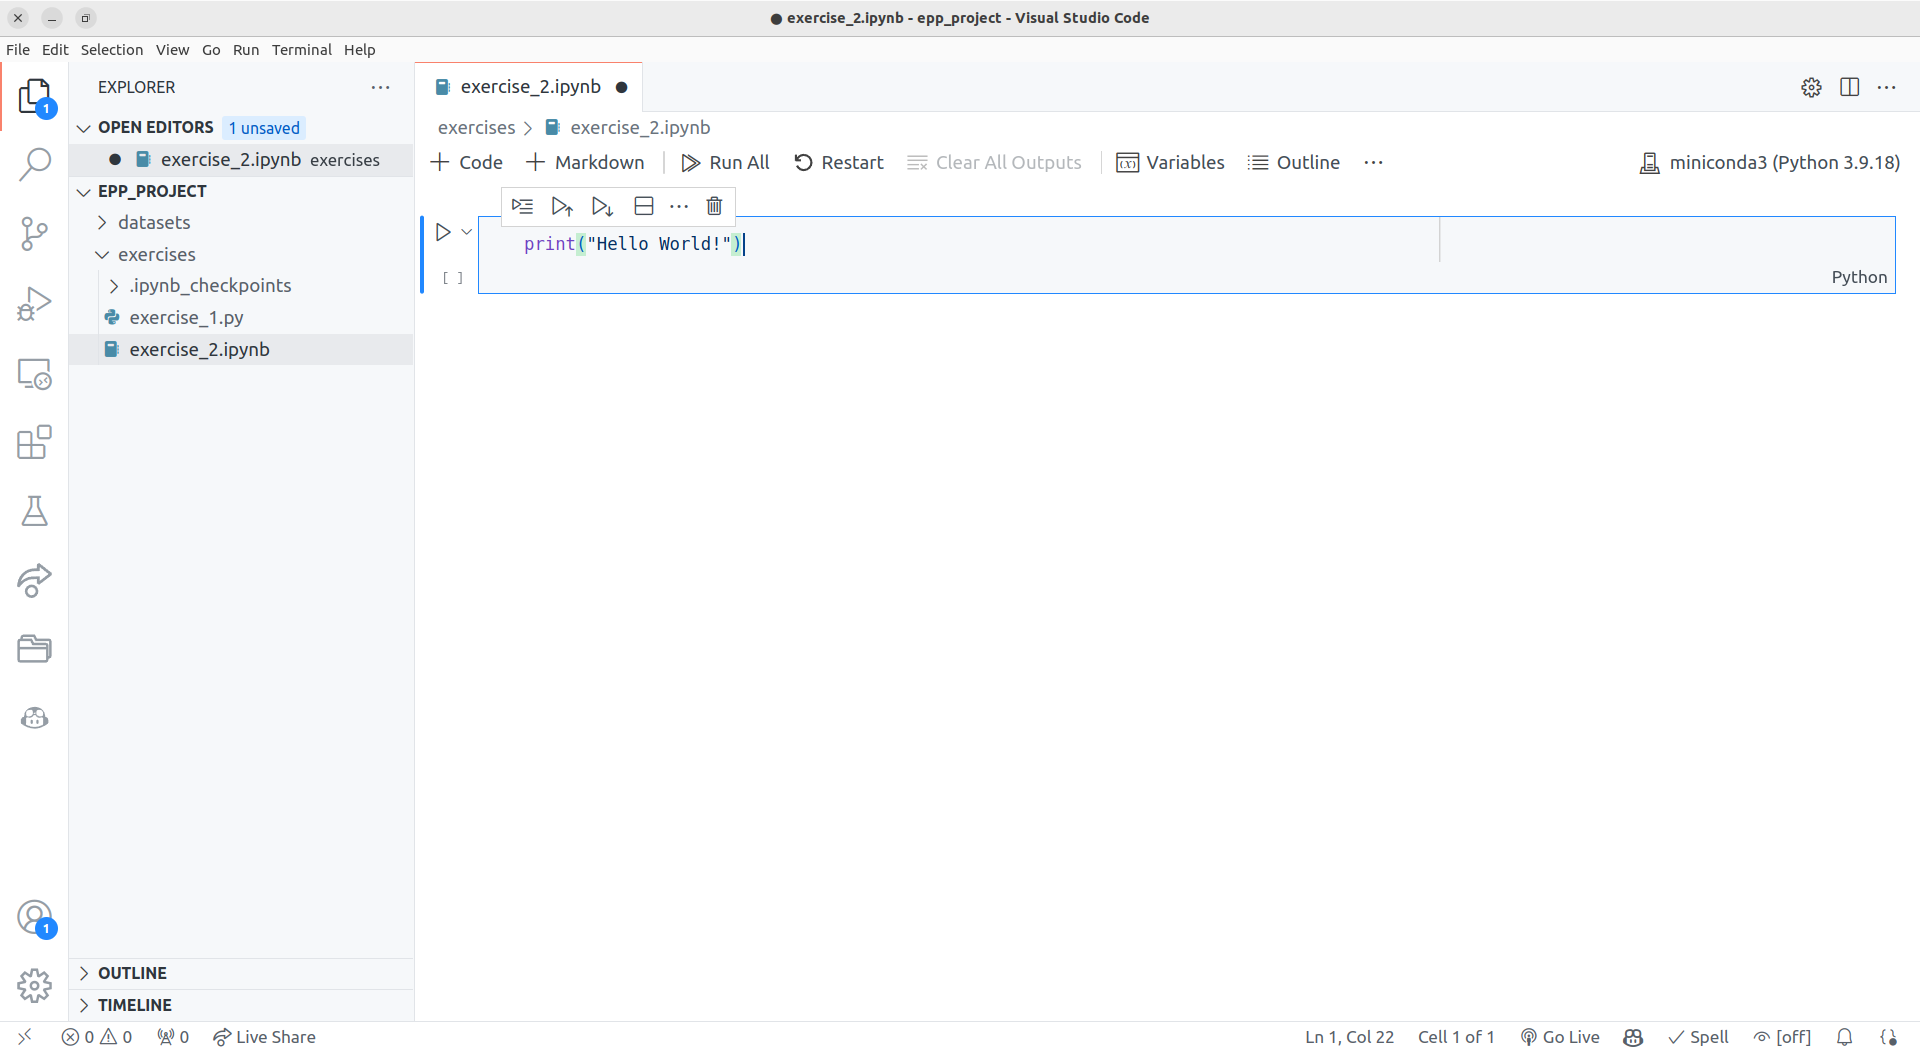 exercise_2.ipynb - epp_project - Visual Studio Code
File Edit Selection View Go Run Terminal Help
EXPLORER
OPEN EDITORS 1 unsaved
exercise_2.ipynb exercises
EPP_PROJECT
datasets
exercises
.ipynb_checkpoints
exercise_1.py
exercise_2.ipynb
OUTLINE
TIMELINE
1
1
exercise_2.ipynb
exercises > exercise_2.ipynb
Code Markdown Run All Restart Clear All Outputs Variables Outline miniconda3 (Python 3.9.18)
print("Hello World!")
[ ]
Python
0 0 0 Live Share Ln 1, Col 22 Cell 1 of 1 Go Live Spell [off]